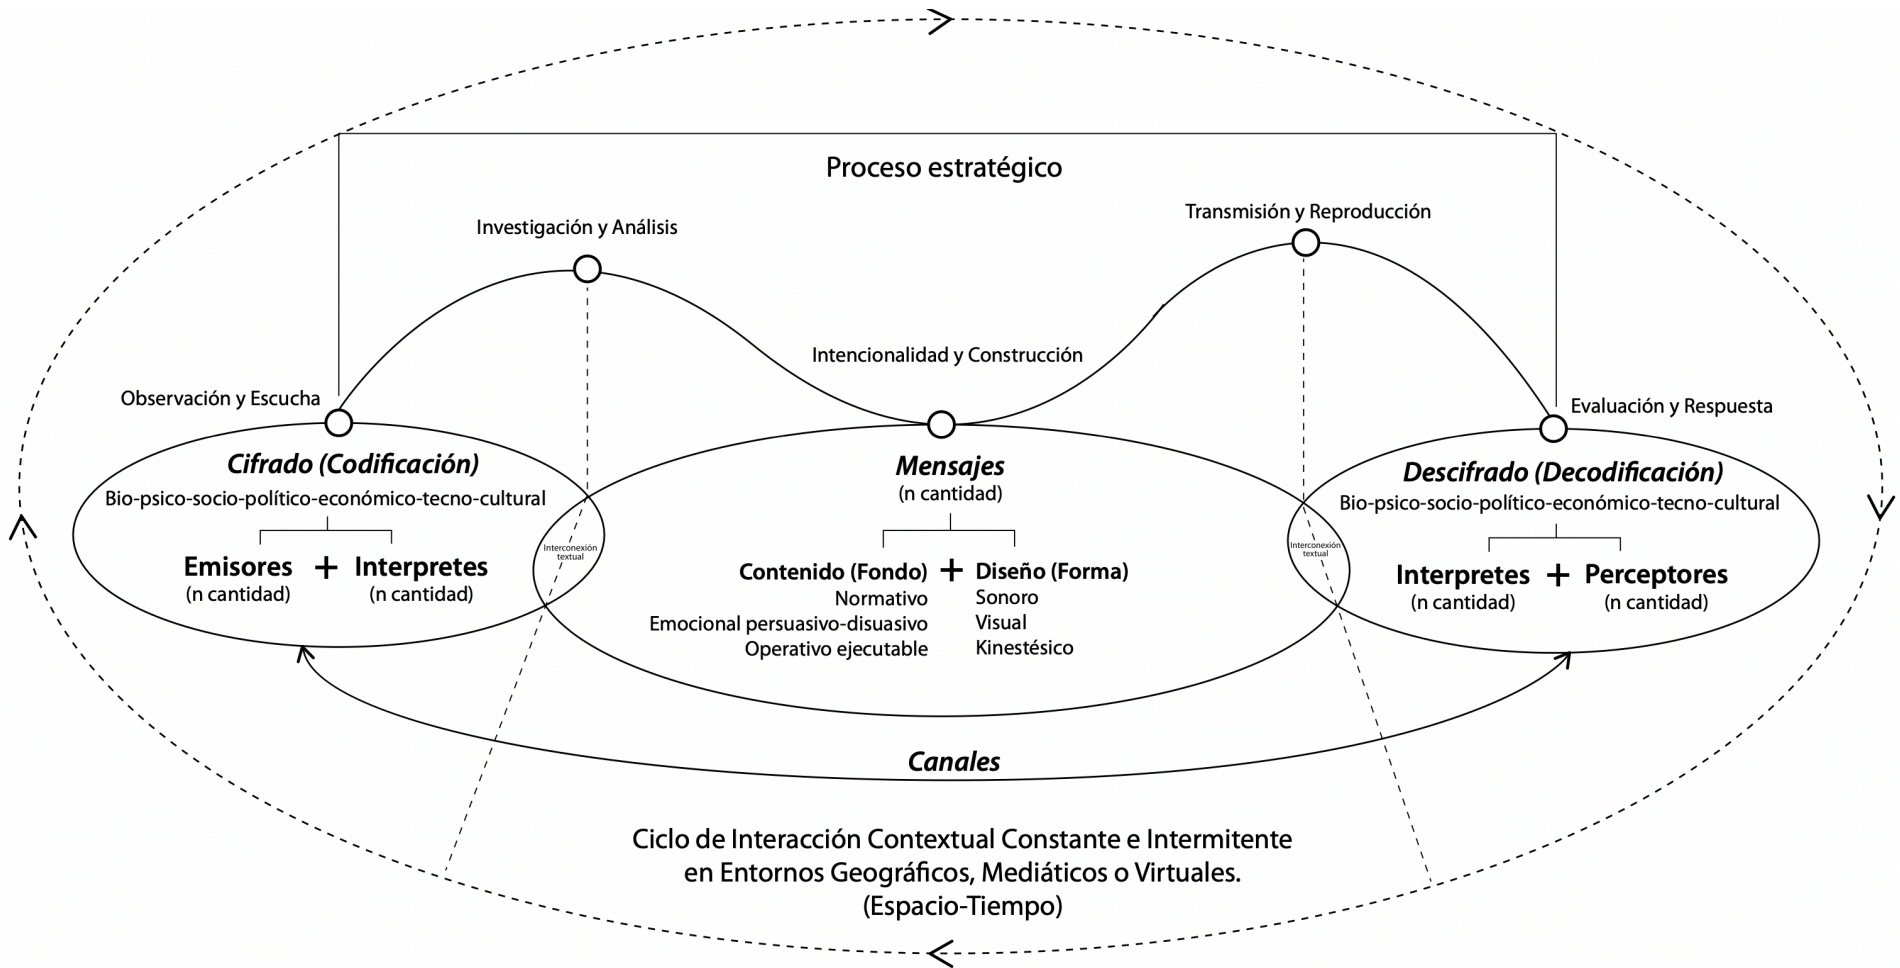 Proceso estratégico
Investigación y Análisis
Transmisión y Reproducción
Intencionalidad y Construcción
Observación y Escucha
Evaluación y Respuesta
Cifrado (Codificación)
Bio-psico-socio-político-económico-tecno-cultural
Emisores + Interpretes
(n cantidad) (n cantidad)
Interconexión
textual
Mensajes
(n cantidad)
Contenido (Fondo) + Diseño (Forma)
Normativo Sonoro
Emocional persuasivo-disuasivo Visual
Operativo ejecutable Kinestésico
Interconexión
textual
Descifrado (Decodificación)
Bio-psico-socio-político-económico-tecno-cultural
Interpretes + Perceptores
(n cantidad) (n cantidad)
Canales
Ciclo de Interacción Contextual Constante e Intermitente
en Entornos Geográficos, Mediáticos o Virtuales.
(Espacio-Tiempo)